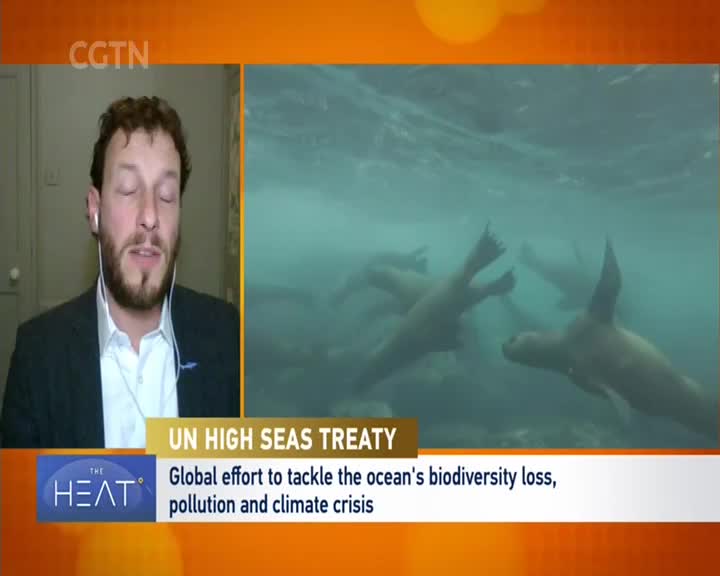 CGTN
UN HIGH SEAS TREATY
THE
HEAT
Global effort to tackle the ocean's biodiversity loss,
pollution and climate crisis